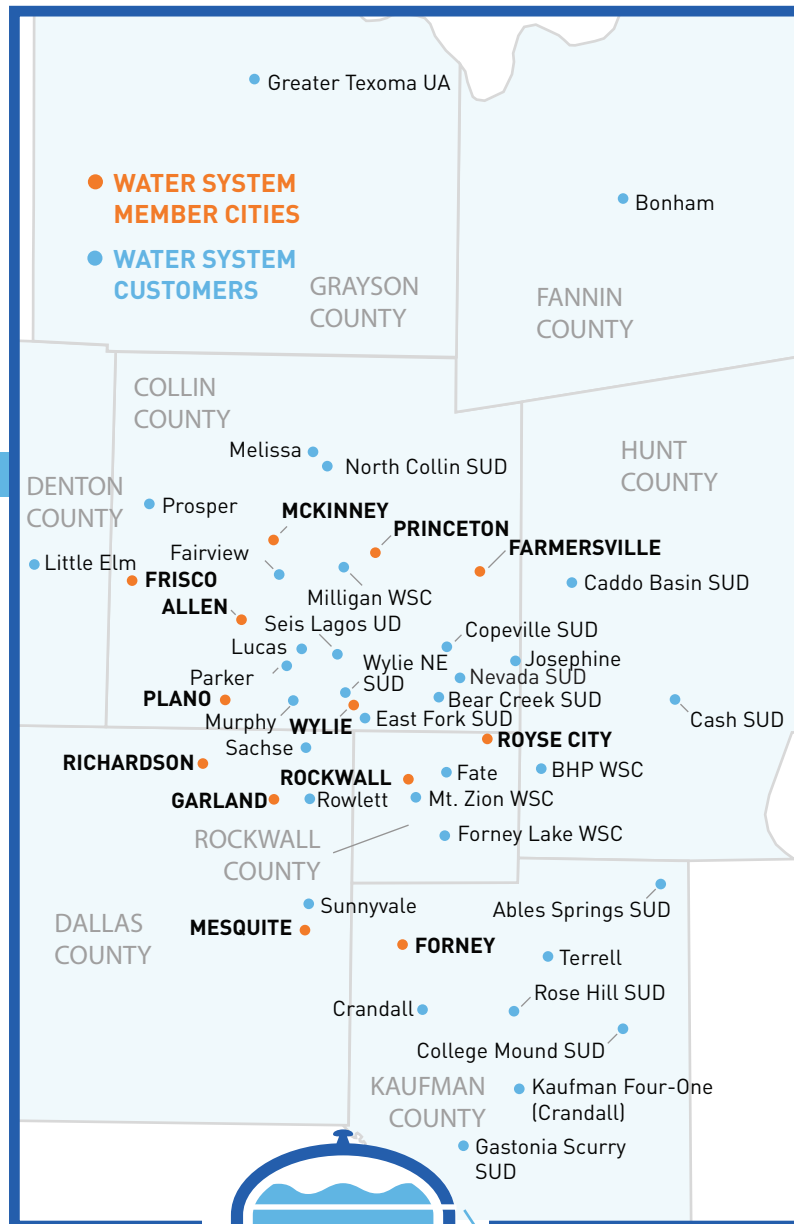 Greater Texoma UA
WATER SYSTEM
MEMBER CITIES
Bonham
WATER SYSTEM
CUSTOMERS
GRAYSON
COUNTY
FANNIN
COUNTY
COLLIN
COUNTY
Melissa
North Collin SUD
HUNT
COUNTY
DENTON
COUNTY
Prosper
MCKINNEY
PRINCETON
FARMERSVILLE
Fairview
Little Elm
FRISCO
Caddo Basin SUD
Milligan WSC
ALLEN
Seis Lagos UD
Copeville SUD
Lucas
Josephine
Wylie NE
SUD
Parker
Nevada SUD
PLANO
Bear Creek SUD
Murphy
WYLIE
East Fork SUD
Cash SUD
Sachse
ROYSE CITY
RICHARDSON
ROCKWALL
Fate
BHP WSC
GARLAND
Rowlett
Mt. Zion WSC
ROCKWALL
COUNTY
Forney Lake WSC
Sunnyvale
Ables Springs SUD
DALLAS
COUNTY
MESQUITE
FORNEY
Terrell
Rose Hill SUD
Crandall
College Mound SUD
KAUFMAN
COUNTY
Kaufman Four-One
(Crandall)
Gastonia Scurry
SUD